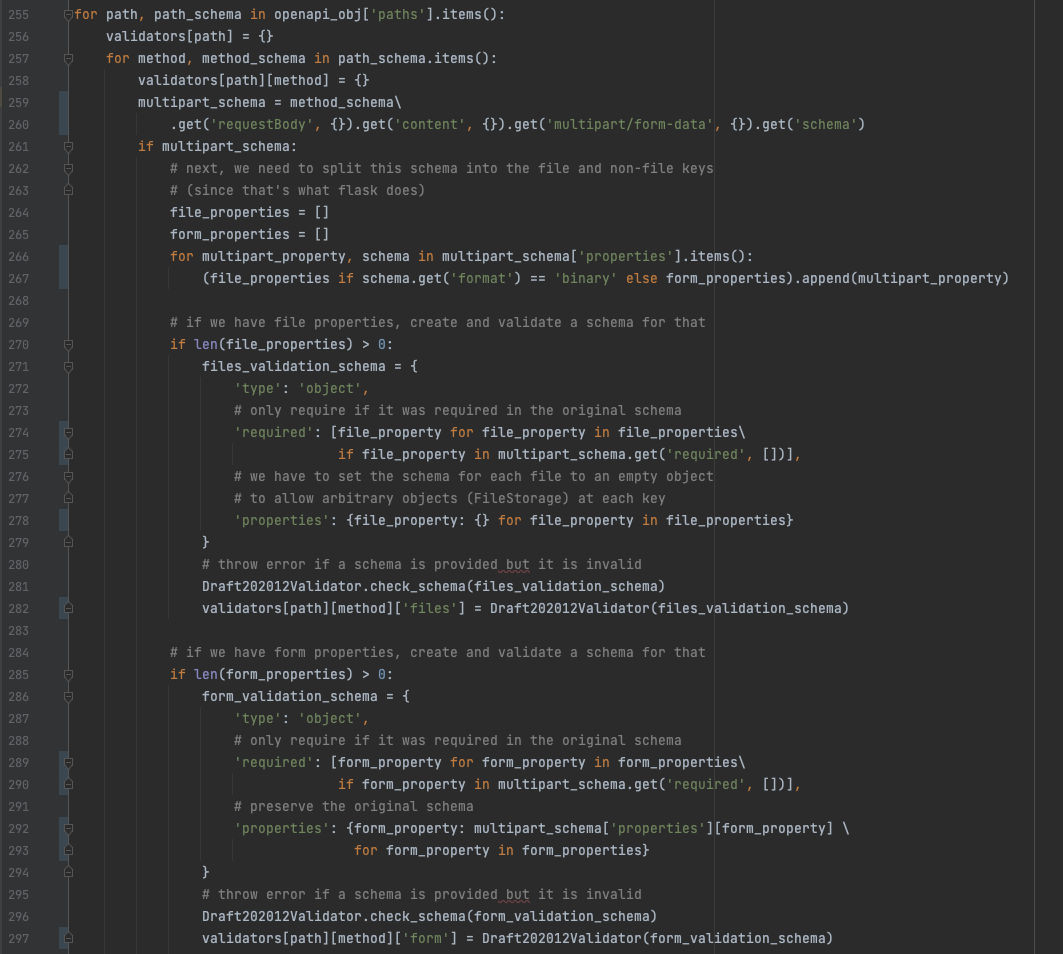 255 for path, path_schema in openapi_obj['paths'].items():
256     validators[path] = {}
257     for method, method_schema in path_schema.items():
258         validators[path][method] = {}
259         multipart_schema = method_schema\
260             .get('requestBody', {}).get('content', {}).get('multipart/form-data', {}).get('schema')
261         if multipart_schema:
262             # next, we need to split this schema into the file and non-file keys
263             # (since that's what flask does)
264             file_properties = []
265             form_properties = []
266             for multipart_property, schema in multipart_schema['properties'].items():
267                 (file_properties if schema.get('format') == 'binary' else form_properties).append(multipart_property)
268
269             # if we have file properties, create and validate a schema for that
270             if len(file_properties) > 0:
271                 files_validation_schema = {
272                     'type': 'object',
273                     # only require if it was required in the original schema
274                     'required': [file_property for file_property in file_properties\
275                                  if file_property in multipart_schema.get('required', [])],
276                     # we have to set the schema for each file to an empty object
277                     # to allow arbitrary objects (FileStorage) at each key
278                     'properties': {file_property: {} for file_property in file_properties}
279                 }
280                 # throw error if a schema is provided but it is invalid
281                 Draft202012Validator.check_schema(files_validation_schema)
282                 validators[path][method]['files'] = Draft202012Validator(files_validation_schema)
283
284             # if we have form properties, create and validate a schema for that
285             if len(form_properties) > 0:
286                 form_validation_schema = {
287                     'type': 'object',
288                     # only require if it was required in the original schema
289                     'required': [form_property for form_property in form_properties\
290                                  if form_property in multipart_schema.get('required', [])],
291                     # preserve the original schema
292                     'properties': {form_property: multipart_schema['properties'][form_property] \
293                                    for form_property in form_properties}
294                 }
295                 # throw error if a schema is provided but it is invalid
296                 Draft202012Validator.check_schema(form_validation_schema)
297                 validators[path][method]['form'] = Draft202012Validator(form_validation_schema)